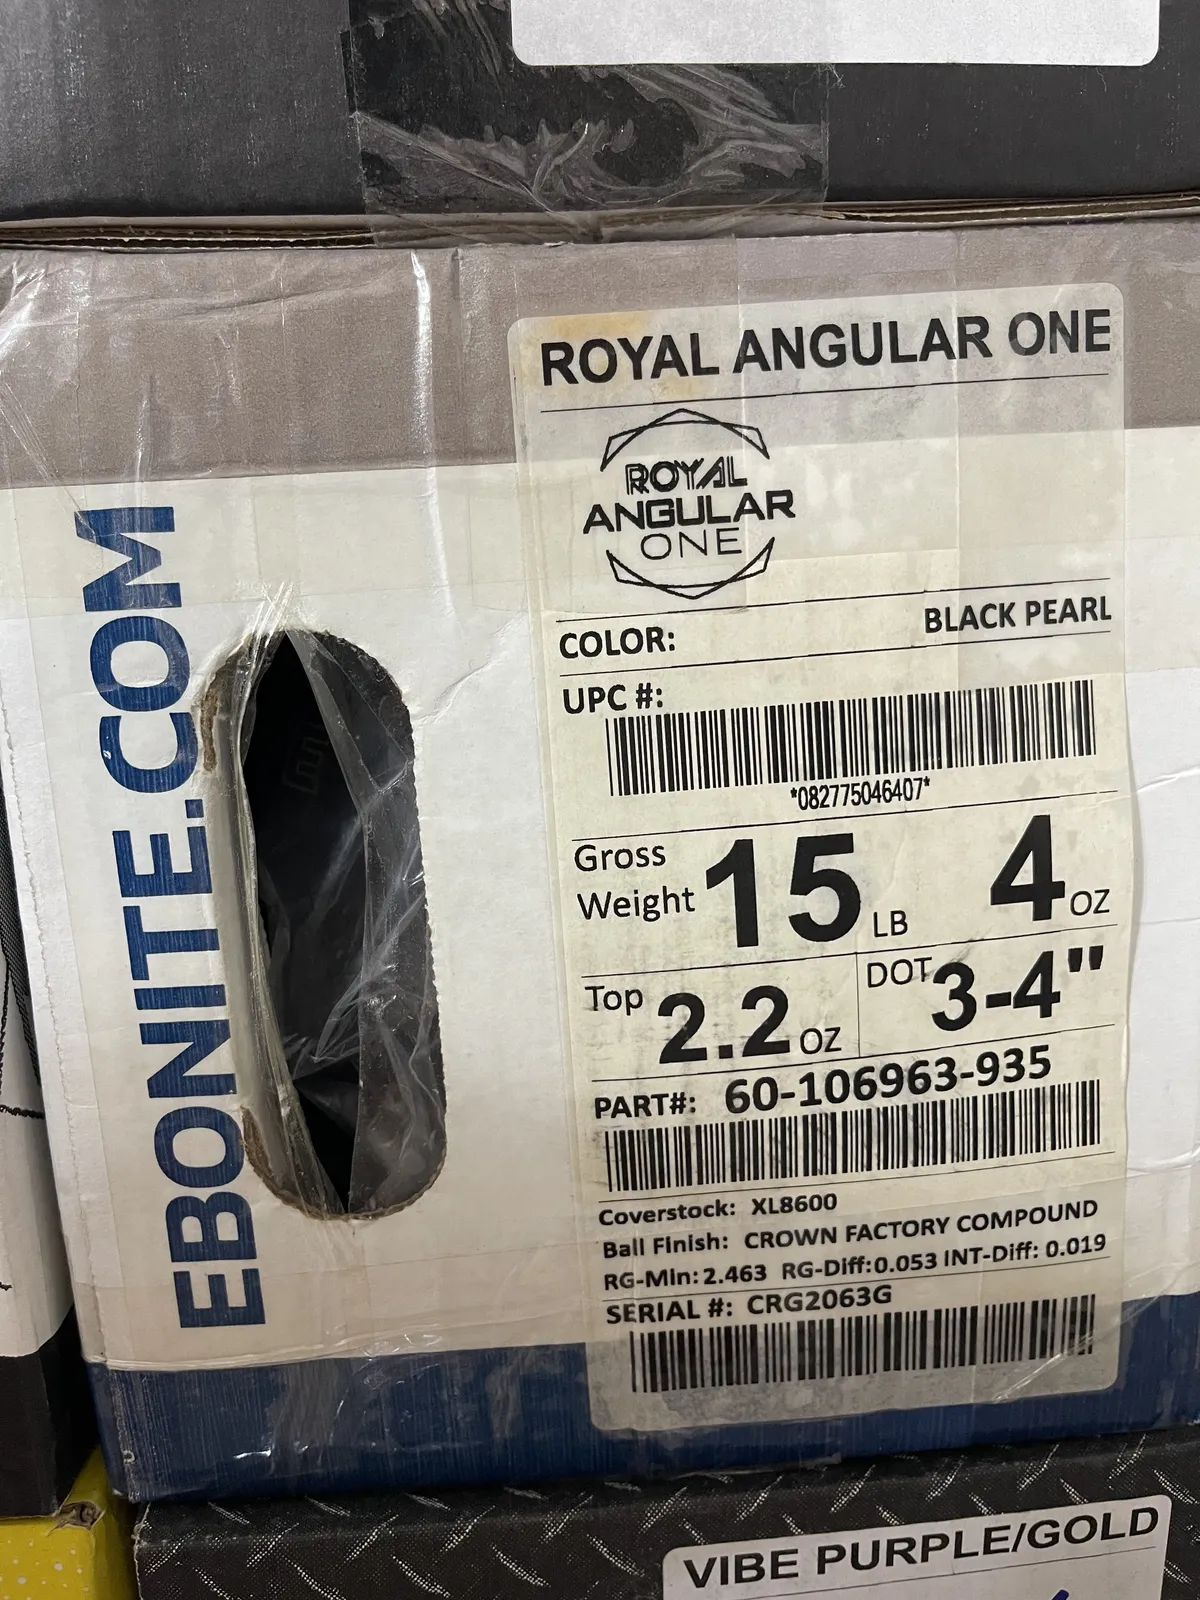 EBONITE.COM
ROYAL ANGULAR ONE
ROYAL
ANGULAR
ONE
COLOR: BLACK PEARL
UPC #:
*082775046407*
Gross Weight 15 LB 4 OZ
Top 2.2 OZ DOT 3-4"
PART#: 60-106963-935
Coverstock: XL8600
Ball Finish: CROWN FACTORY COMPOUND
RG-Min: 2.463 RG-Diff: 0.053 INT-Diff: 0.019
SERIAL #: CRG2063G
VIBE PURPLE/GOLD